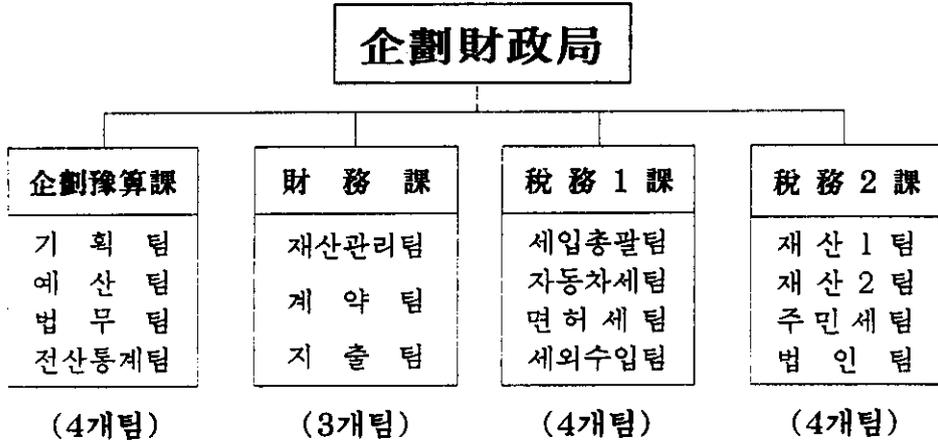 企劃財政局
企劃豫算課
기 획 팀
예 산 팀
법 무 팀
전산통계팀
(4개팀)
財 務 課
재산관리팀
계 약 팀
지 출 팀
(3개팀)
稅 務 1 課
세입총괄팀
자동차세팀
면 허 세 팀
세외수입팀
(4개팀)
稅 務 2 課
재 산 1 팀
재 산 2 팀
주 민 세 팀
법 인 팀
(4개팀)